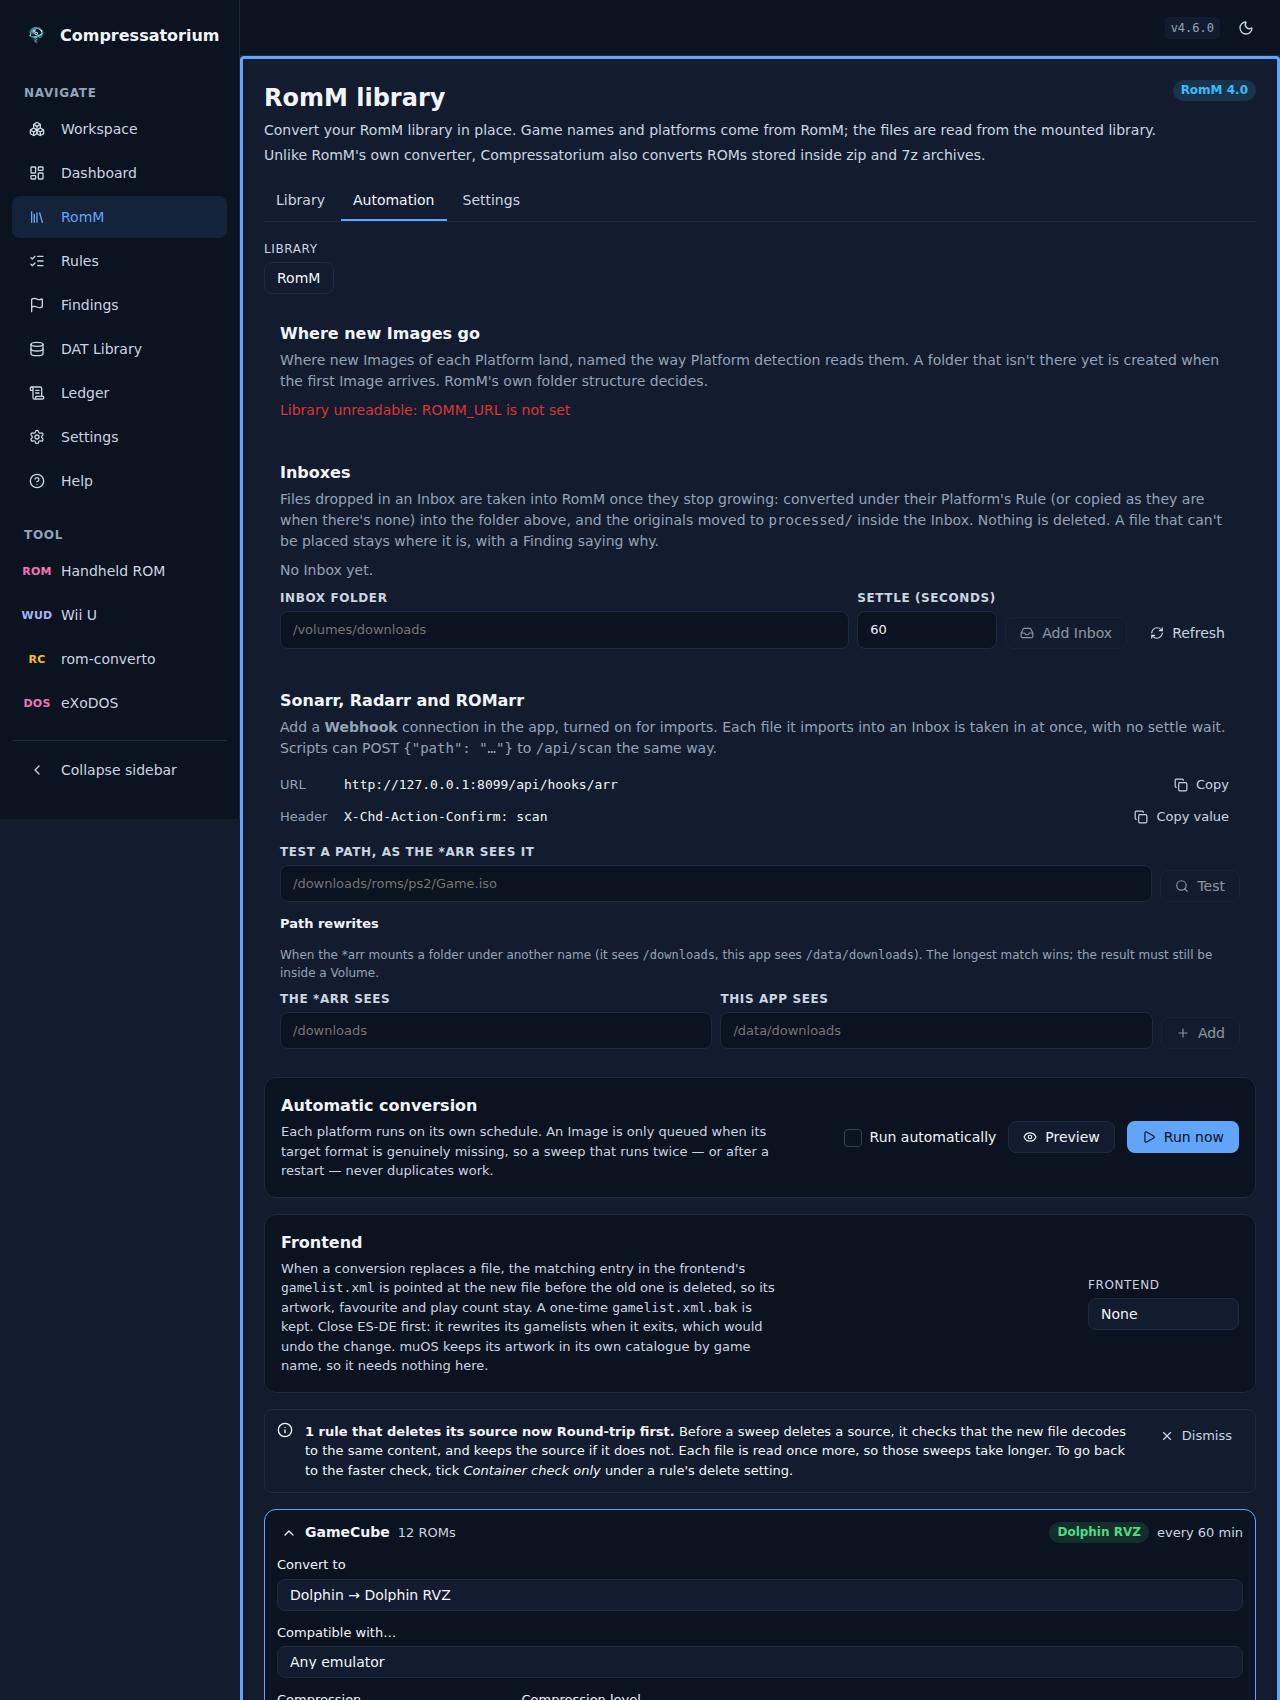 Compressatorium
v4.6.0
NAVIGATE
Workspace
Dashboard
RomM
Rules
Findings
DAT Library
Ledger
Settings
Help
TOOL
ROM Handheld ROM
WUD Wii U
RC rom-converto
DOS eXoDOS
Collapse sidebar
RomM library
RomM 4.0
Convert your RomM library in place. Game names and platforms come from RomM; the files are read from the mounted library.
Unlike RomM's own converter, Compressatorium also converts ROMs stored inside zip and 7z archives.
Library Automation Settings
LIBRARY
RomM
Where new Images go
Where new Images of each Platform land, named the way Platform detection reads them. A folder that isn't there yet is created when
the first Image arrives. RomM's own folder structure decides.
Library unreadable: ROMM_URL is not set
Inboxes
Files dropped in an Inbox are taken into RomM once they stop growing: converted under their Platform's Rule (or copied as they are
when there's none) into the folder above, and the originals moved to processed/ inside the Inbox. Nothing is deleted. A file that can't
be placed stays where it is, with a Finding saying why.
No Inbox yet.
INBOX FOLDER SETTLE (SECONDS)
/volumes/downloads 60 Add Inbox Refresh
Sonarr, Radarr and ROMarr
Add a Webhook connection in the app, turned on for imports. Each file it imports into an Inbox is taken in at once, with no settle wait.
Scripts can POST {"path": "…"} to /api/scan the same way.
URL http://127.0.0.1:8099/api/hooks/arr Copy
Header X-Chd-Action-Confirm: scan Copy value
TEST A PATH, AS THE *ARR SEES IT
/downloads/roms/ps2/Game.iso Test
Path rewrites
When the *arr mounts a folder under another name (it sees /downloads, this app sees /data/downloads). The longest match wins; the result must still be
inside a Volume.
THE *ARR SEES THIS APP SEES
/downloads /data/downloads Add
Automatic conversion
Each platform runs on its own schedule. An Image is only queued when its
target format is genuinely missing, so a sweep that runs twice — or after a
restart — never duplicates work.
Run automatically Preview Run now
Frontend
When a conversion replaces a file, the matching entry in the frontend's
gamelist.xml is pointed at the new file before the old one is deleted, so its
artwork, favourite and play count stay. A one-time gamelist.xml.bak is
kept. Close ES-DE first: it rewrites its gamelists when it exits, which would
undo the change. muOS keeps its artwork in its own catalogue by game
name, so it needs nothing here.
FRONTEND
None
1 rule that deletes its source now Round-trip first. Before a sweep deletes a source, it checks that the new file decodes
to the same content, and keeps the source if it does not. Each file is read once more, so those sweeps take longer. To go back
to the faster check, tick Container check only under a rule's delete setting.
Dismiss
GameCube 12 ROMs Dolphin RVZ every 60 min
Convert to
Dolphin → Dolphin RVZ
Compatible with…
Any emulator
Compression Compression level